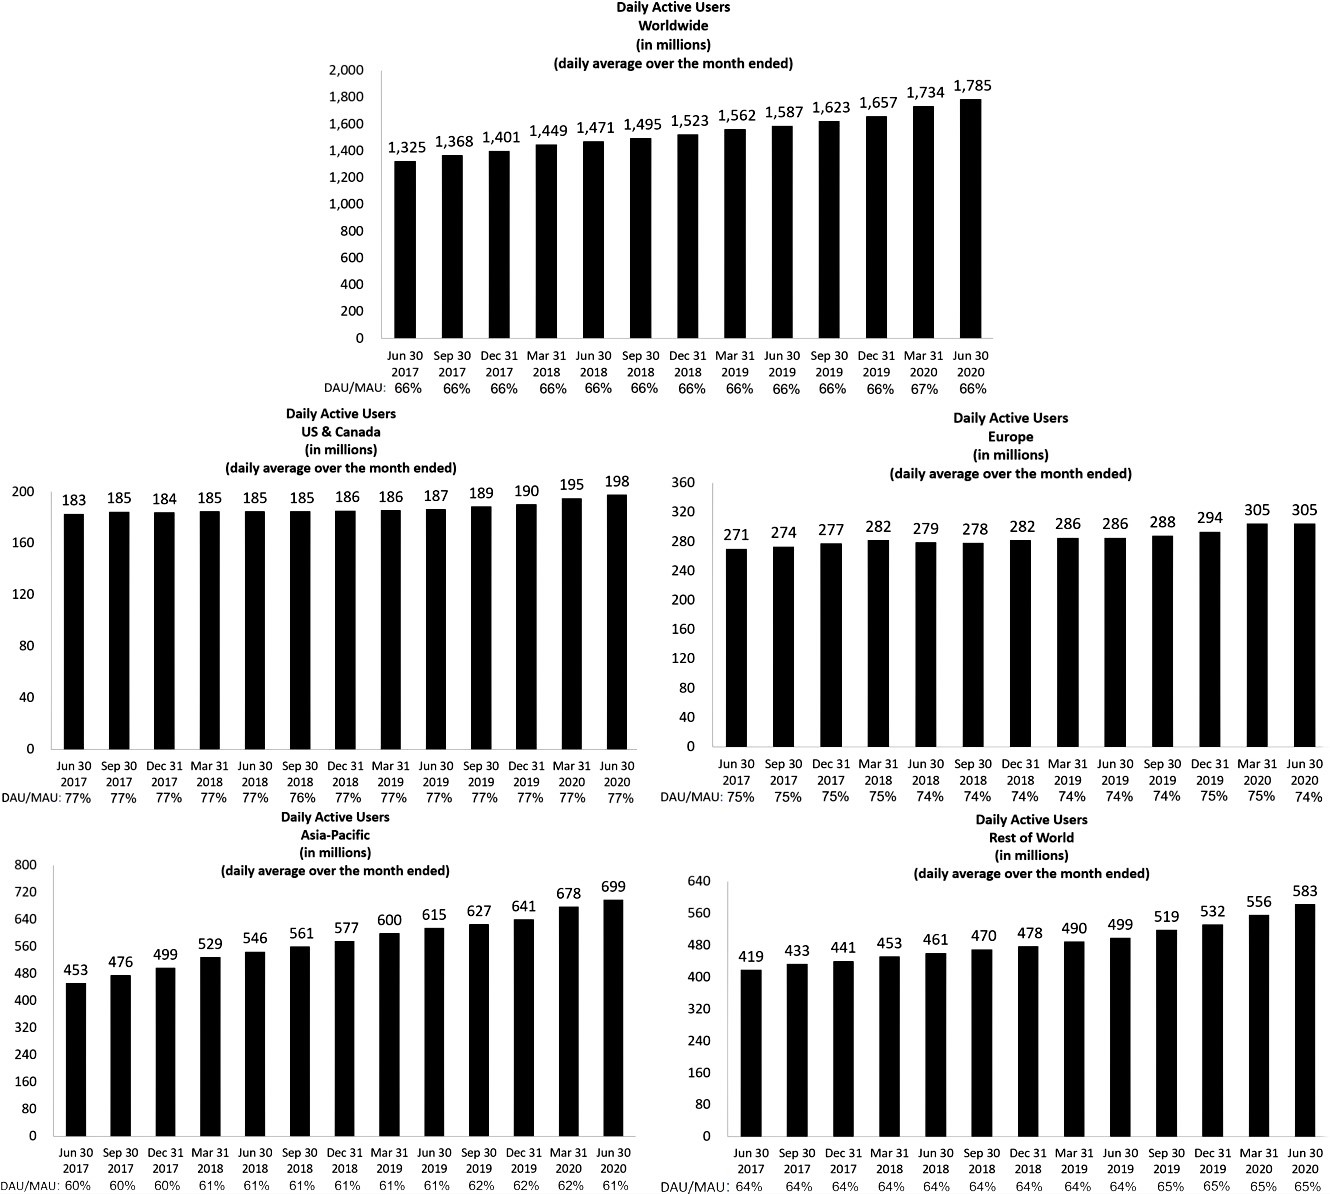 Daily Active Users
Worldwide
(in millions)
(daily average over the month ended)
2,000
1,800
1,600
1,400
1,200
1,000
800
600
400
200
0
1,325 1,368 1,401 1,449 1,471 1,495 1,523 1,562 1,587 1,623 1,657 1,734 1,785
Jun 30 Sep 30 Dec 31 Mar 31 Jun 30 Sep 30 Dec 31 Mar 31 Jun 30 Sep 30 Dec 31 Mar 31 Jun 30
2017 2017 2017 2018 2018 2018 2018 2019 2019 2019 2019 2020 2020
DAU/MAU: 66% 66% 66% 66% 66% 66% 66% 66% 66% 66% 66% 67% 66%
Daily Active Users
US & Canada
(in millions)
(daily average over the month ended)
200
160
120
80
40
0
183 185 184 185 185 185 186 186 187 189 190 195 198
Jun 30 Sep 30 Dec 31 Mar 31 Jun 30 Sep 30 Dec 31 Mar 31 Jun 30 Sep 30 Dec 31 Mar 31 Jun 30
2017 2017 2017 2018 2018 2018 2018 2019 2019 2019 2019 2020 2020
DAU/MAU: 77% 77% 77% 77% 77% 76% 77% 77% 77% 77% 77% 77% 77%
Daily Active Users
Europe
(in millions)
(daily average over the month ended)
360
320
280
240
200
160
120
80
40
0
271 274 277 282 279 278 282 286 286 288 294 305 305
Jun 30 Sep 30 Dec 31 Mar 31 Jun 30 Sep 30 Dec 31 Mar 31 Jun 30 Sep 30 Dec 31 Mar 31 Jun 30
2017 2017 2017 2018 2018 2018 2018 2019 2019 2019 2019 2020 2020
DAU/MAU: 75% 75% 75% 75% 74% 74% 74% 74% 74% 74% 75% 75% 74%
Daily Active Users
Asia-Pacific
(in millions)
(daily average over the month ended)
800
720
640
560
480
400
320
240
160
80
0
453 476 499 529 546 561 577 600 615 627 641 678 699
Jun 30 Sep 30 Dec 31 Mar 31 Jun 30 Sep 30 Dec 31 Mar 31 Jun 30 Sep 30 Dec 31 Mar 31 Jun 30
2017 2017 2017 2018 2018 2018 2018 2019 2019 2019 2019 2020 2020
DAU/MAU: 60% 60% 60% 61% 61% 61% 61% 61% 61% 62% 62% 62% 61%
Daily Active Users
Rest of World
(in millions)
(daily average over the month ended)
640
560
480
400
320
240
160
80
0
419 433 441 453 461 470 478 490 499 519 532 556 583
Jun 30 Sep 30 Dec 31 Mar 31 Jun 30 Sep 30 Dec 31 Mar 31 Jun 30 Sep 30 Dec 31 Mar 31 Jun 30
2017 2017 2017 2018 2018 2018 2018 2019 2019 2019 2019 2020 2020
DAU/MAU: 64% 64% 64% 64% 64% 64% 64% 64% 64% 65% 65% 65% 65%